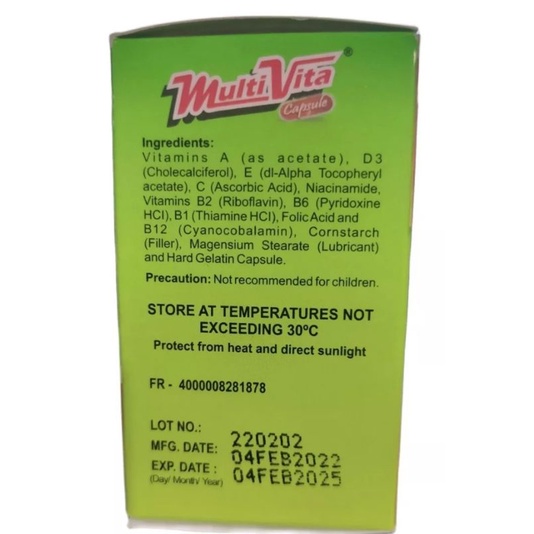 MultiVita®
Capsule
Ingredients:
Vitamins A (as acetate), D3
(Cholecalciferol), E (dl-Alpha Tocopheryl
acetate), C (Ascorbic Acid), Niacinamide,
Vitamins B2 (Riboflavin), B6 (Pyridoxine
HCl), B1 (Thiamine HCl), Folic Acid and
B12 (Cyanocobalamin), Cornstarch
(Filler), Magensium Stearate (Lubricant)
and Hard Gelatin Capsule.
Precaution: Not recommended for children.
STORE AT TEMPERATURES NOT
EXCEEDING 30ºC
Protect from heat and direct sunlight
FR - 4000008281878
LOT NO.: 220202
MFG. DATE: 04FEB2022
EXP. DATE : 04FEB2025
(Day/ Month/ Year)